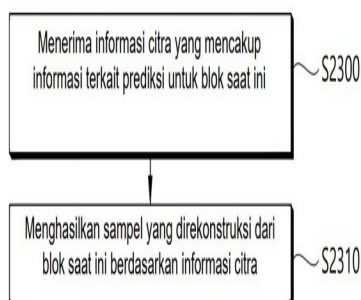 Menerima informasi citra yang mencakup
informasi terkait prediksi untuk blok saat ini
S2300
Menghasilkan sampel yang direkonstruksi dari
blok saat ini berdasarkan informasi citra
S2310